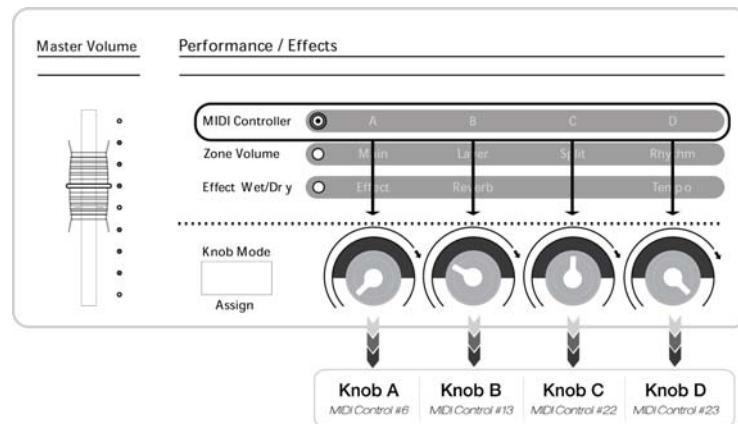 Master Volume
Performance / Effects
MIDI Controller A B C D
Zone Volume Main Layer Split Rhythm
Effect Wet/Dry Effect Reverb Tempo
Knob Mode
Assign
Knob A Knob B Knob C Knob D
MIDI Control #6 MIDI Control #13 MIDI Control #22 MIDI Control #23